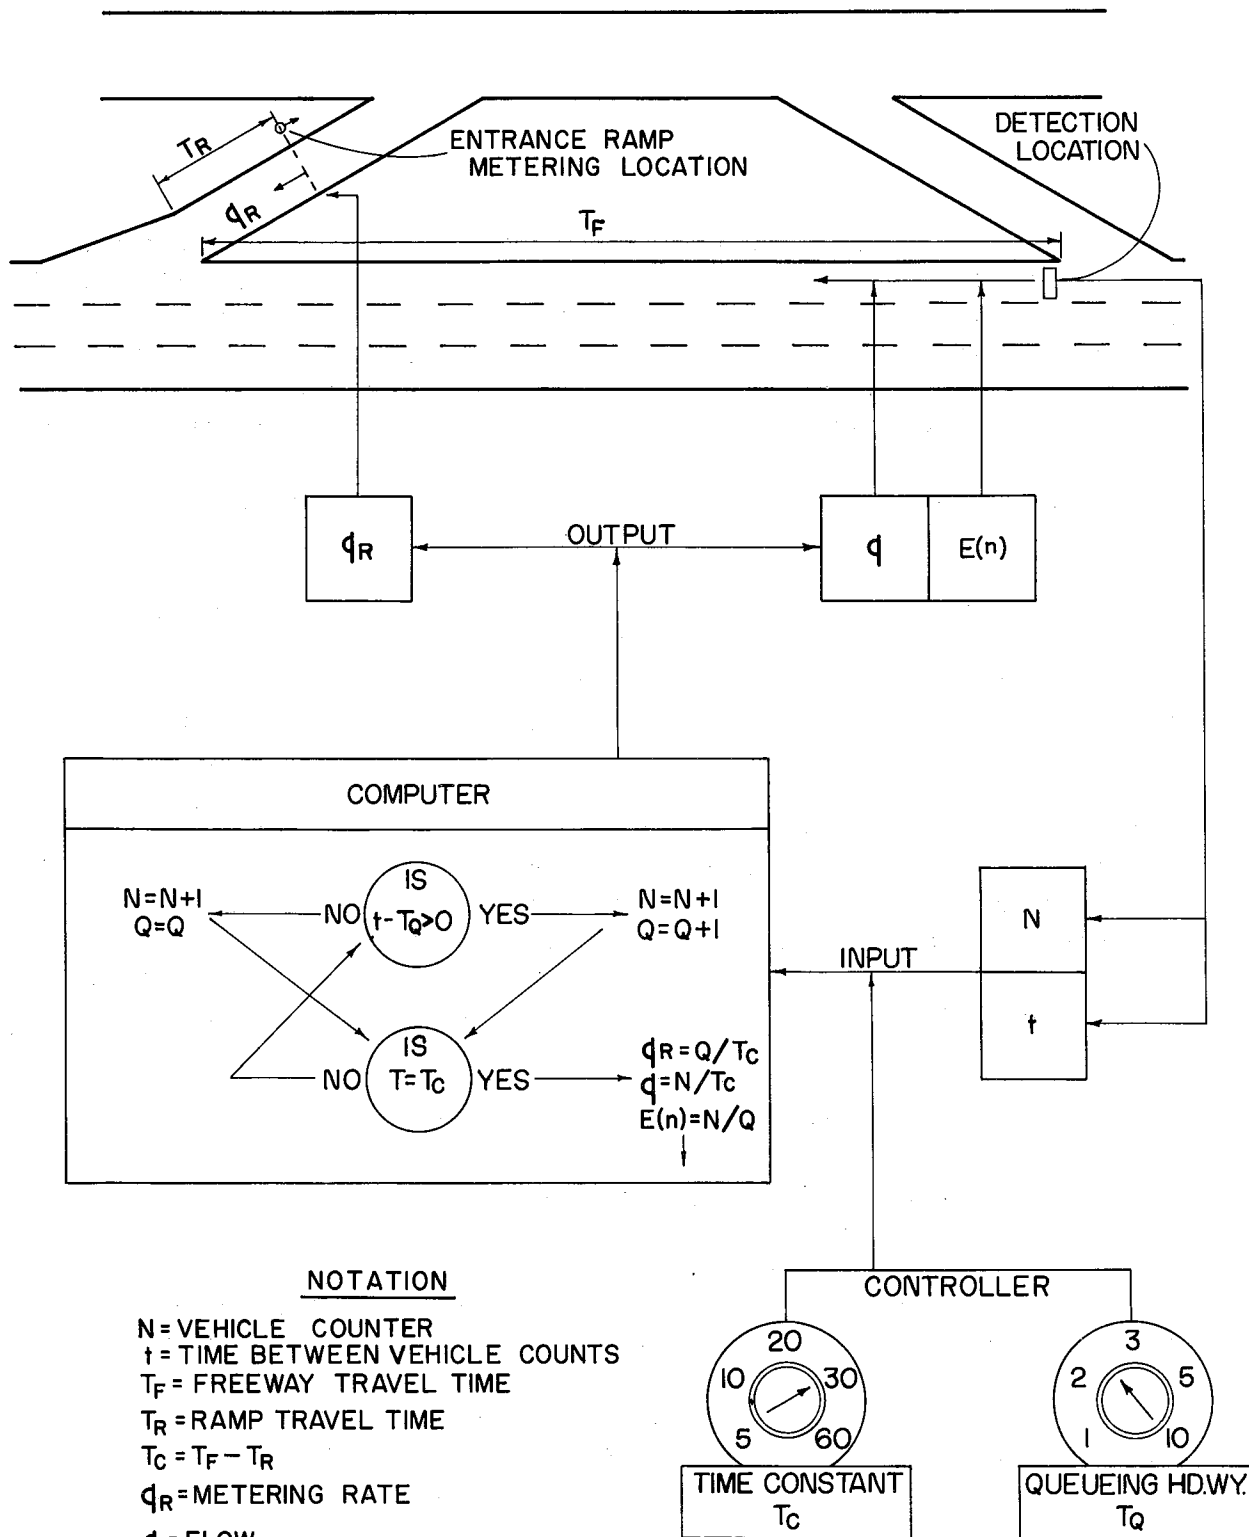 DETECTION
LOCATION
ENTRANCE RAMP
METERING LOCATION
TR
qR
TF
qR
OUTPUT
q
E(n)
COMPUTER
IS
t-TQ>0
NO
YES
N=N+1
Q=Q
N=N+1
Q=Q+1
IS
T=TC
NO
YES
qR=Q/TC
q=N/TC
E(n)=N/Q
INPUT
N
t
NOTATION
N=VEHICLE COUNTER
t=TIME BETWEEN VEHICLE COUNTS
TF=FREEWAY TRAVEL TIME
TR=RAMP TRAVEL TIME
TC=TF-TR
qR=METERING RATE
q=FLOW
CONTROLLER
5
10
20
30
60
TIME CONSTANT
TC
1
2
3
5
10
QUEUEING HD.WY.
TQ